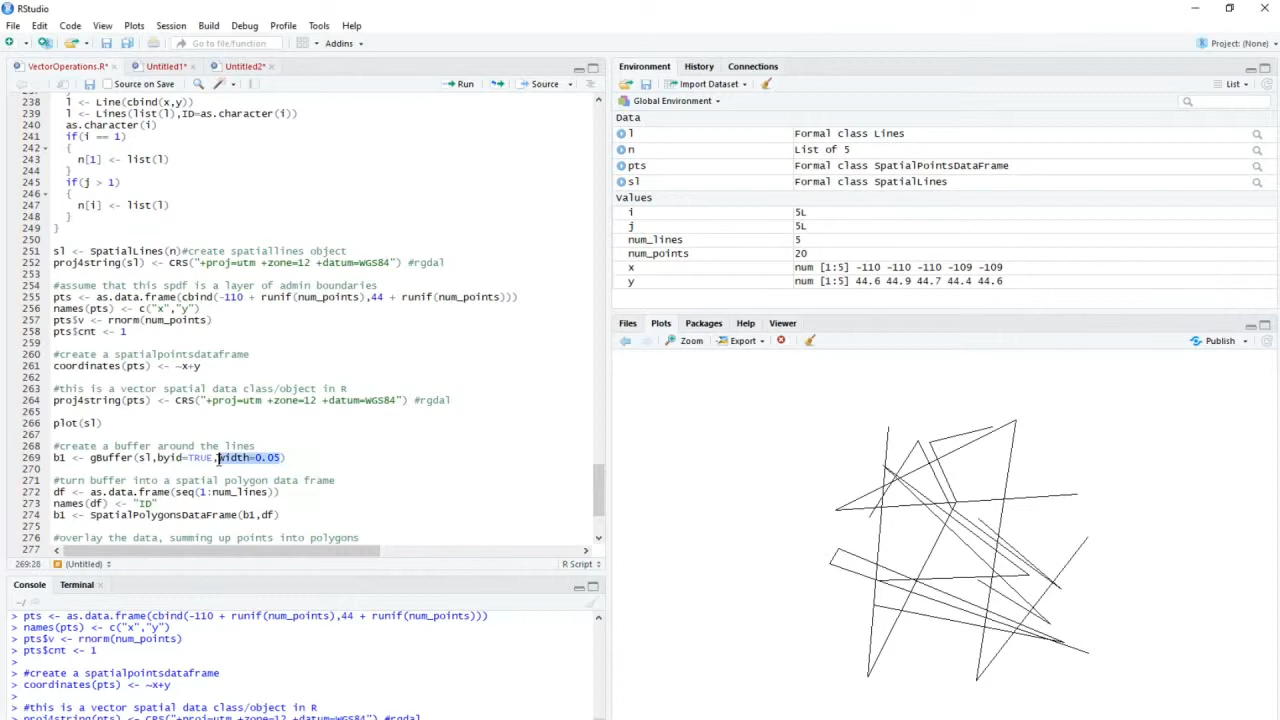 RStudio
File Edit Code View Plots Session Build Debug Profile Tools Help
Go to file/function
Addins
Project: (None)
VectorOperations.R*
Untitled1*
Untitled2*
Source on Save
Run
Source
238 l <- Line(cbind(x,y))
239 l <- Lines(list(l),ID=as.character(i))
240 as.character(i)
241 if(i == 1)
242 {
243 n[1] <- list(l)
244 }
245 if(j > 1)
246 {
247 n[i] <- list(l)
248 }
249 }
250
251 sl <- SpatialLines(n)#create spatiallines object
252 proj4string(sl) <- CRS("+proj=utm +zone=12 +datum=WGS84") #rgdal
253
254 #assume that this spdf is a layer of admin boundaries
255 pts <- as.data.frame(cbind(-110 + runif(num_points),44 + runif(num_points)))
256 names(pts) <- c("x","y")
257 pts$v <- rnorm(num_points)
258 pts$cnt <- 1
259
260 #create a spatialpointsdataframe
261 coordinates(pts) <- ~x+y
262
263 #this is a vector spatial data class/object in R
264 proj4string(pts) <- CRS("+proj=utm +zone=12 +datum=WGS84") #rgdal
265
266 plot(sl)
267
268 #create a buffer around the lines
269 b1 <- gBuffer(sl,byid=TRUE,width=0.05)
270
271 #turn buffer into a spatial polygon data frame
272 df <- as.data.frame(seq(1:num_lines))
273 names(df) <- "ID"
274 b1 <- SpatialPolygonsDataFrame(b1,df)
275
276 #overlay the data, summing up points into polygons
277
269:28 (Untitled) R Script
Console Terminal
~/
> pts <- as.data.frame(cbind(-110 + runif(num_points),44 + runif(num_points)))
> names(pts) <- c("x","y")
> pts$v <- rnorm(num_points)
> pts$cnt <- 1
>
> #create a spatialpointsdataframe
> coordinates(pts) <- ~x+y
>
> #this is a vector spatial data class/object in R
> proj4string(pts) <- CRS("+proj=utm +zone=12 +datum=WGS84") #rgdal
Environment History Connections
Import Dataset
List
Global Environment
Data
l Formal class Lines
n List of 5
pts Formal class SpatialPointsDataFrame
sl Formal class SpatialLines
Values
i 5L
j 5L
num_lines 5
num_points 20
x num [1:5] -110 -110 -110 -109 -109
y num [1:5] 44.6 44.9 44.7 44.4 44.6
Files Plots Packages Help Viewer
Zoom Export
Publish